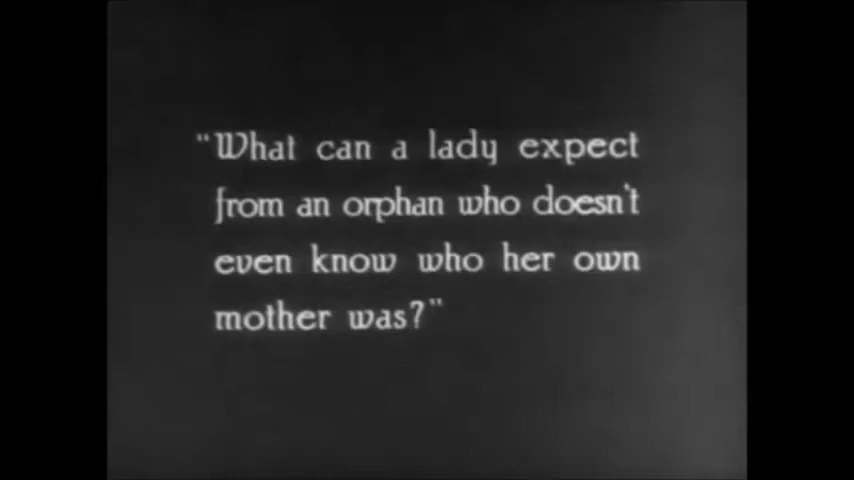 "What can a lady expect
from an orphan who doesn't
even know who her own
mother was?"